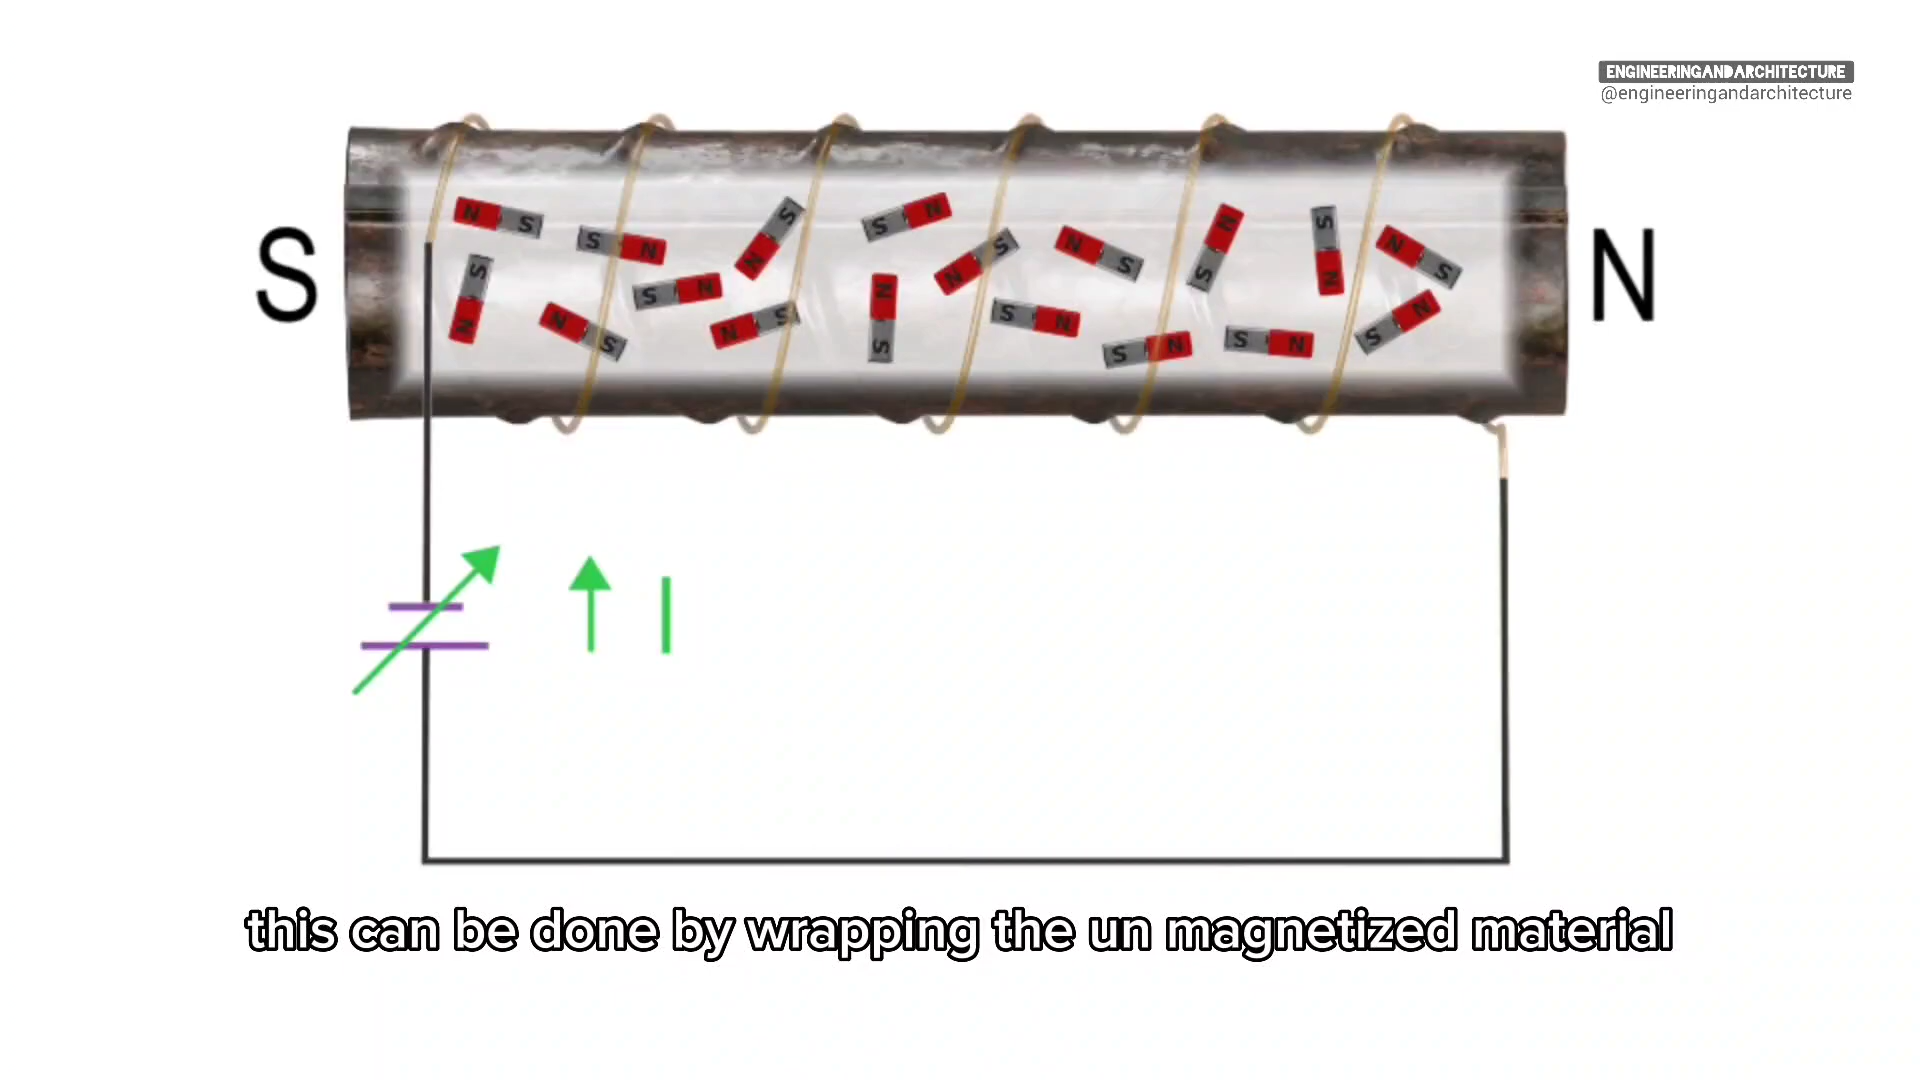 ENGINEERINGANDARCHITECTURE
@engineeringandarchitecture
S
N
N S
S N
N S
S N
N S
S N
S N
N S
N S
S N
N S
N S
N S
S N
N S
S N
N S
S N
S N
S N
I
this can be done by wrapping the un magnetized material